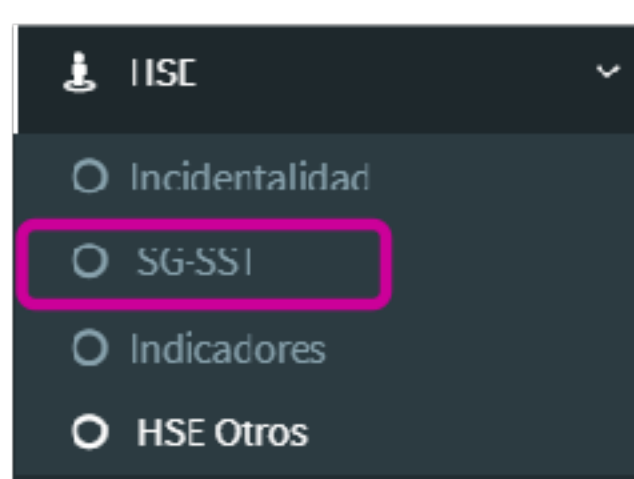 HSE
Incidentalidad
SG-SST
Indicadores
HSE Otros